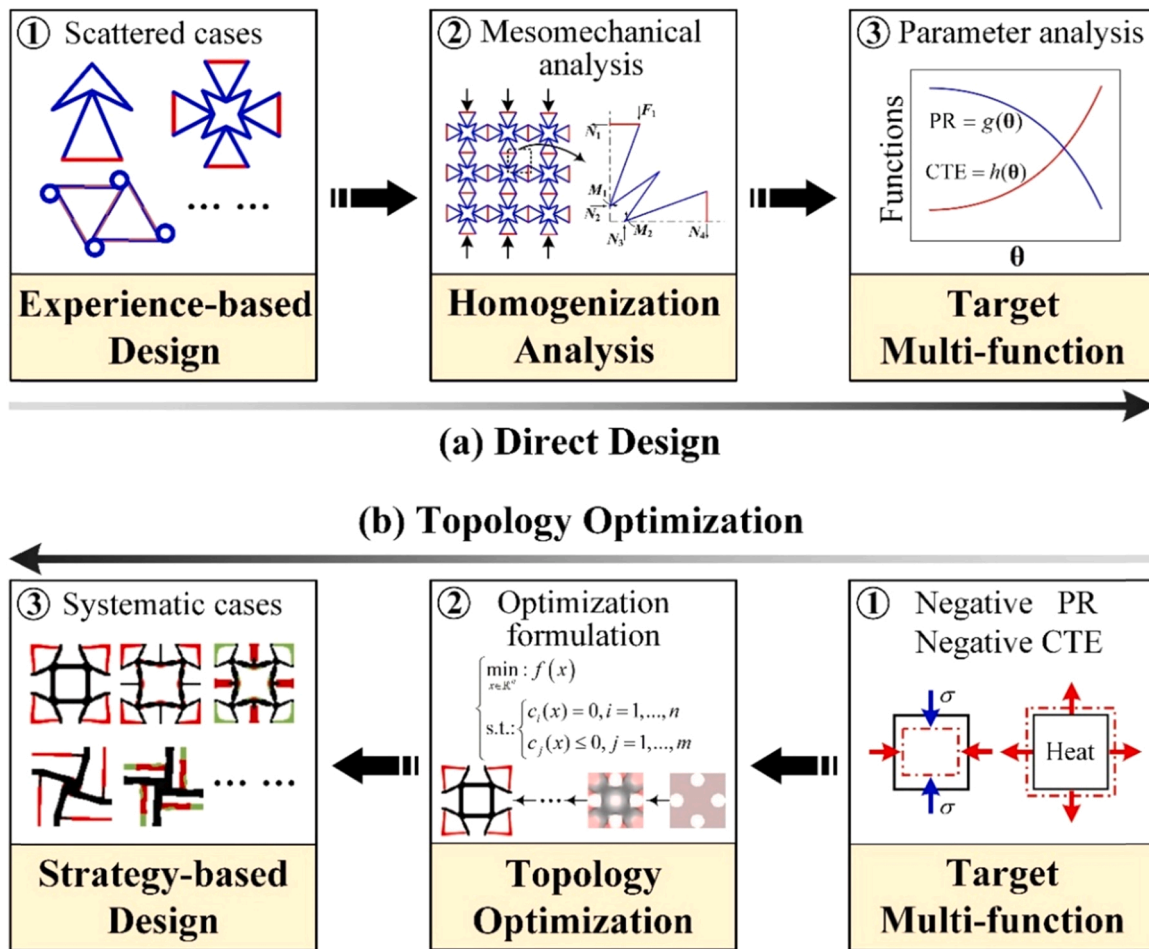 ① Scattered cases
... ...
Experience-based
Design
② Mesomechanical
analysis
F₁
N₁
M₁
N₂
N₃
M₂
N₄
Homogenization
Analysis
③ Parameter analysis
Functions
PR = g(θ)
CTE = h(θ)
θ
Target
Multi-function
(a) Direct Design
(b) Topology Optimization
③ Systematic cases
... ...
Strategy-based
Design
② Optimization
formulation
min : f(x)
s.t.: cᵢ(x) = 0, i = 1,...,n
cⱼ(x) ≤ 0, j = 1,...,m
...
Topology
Optimization
① Negative PR
Negative CTE
σ
σ
Heat
Target
Multi-function